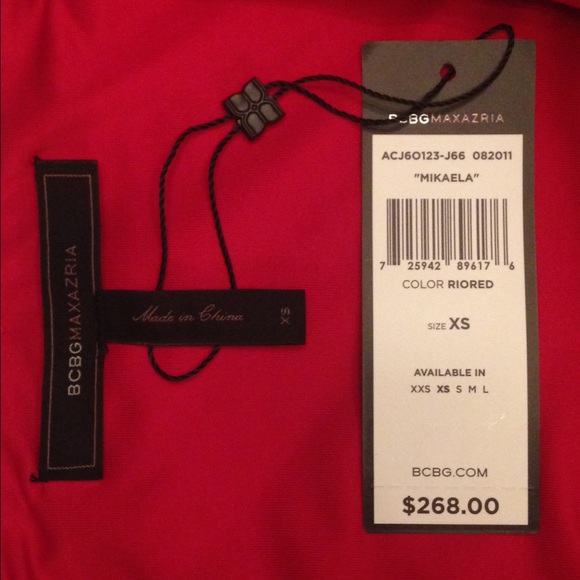 BCBGMAXAZRIA
Made in China
XS
BCBGMAXAZRIA
ACJ6O123-J66 082011
"MIKAELA"
7 25942 89617 6
COLOR RIORED
SIZE XS
AVAILABLE IN
XXS XS S M L
BCBG.COM
$268.00